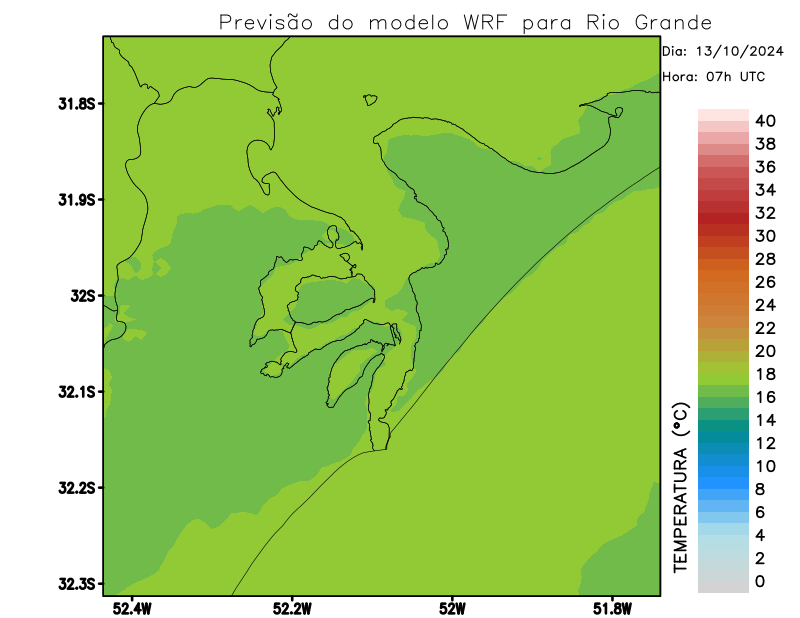 Previsão do modelo WRF para Rio Grande
Dia: 13/10/2024
Hora: 07h UTC
31.8S
31.9S
32S
32.1S
32.2S
32.3S
52.4W
52.2W
52W
51.8W
TEMPERATURA (°C)
40
38
36
34
32
30
28
26
24
22
20
18
16
14
12
10
8
6
4
2
0